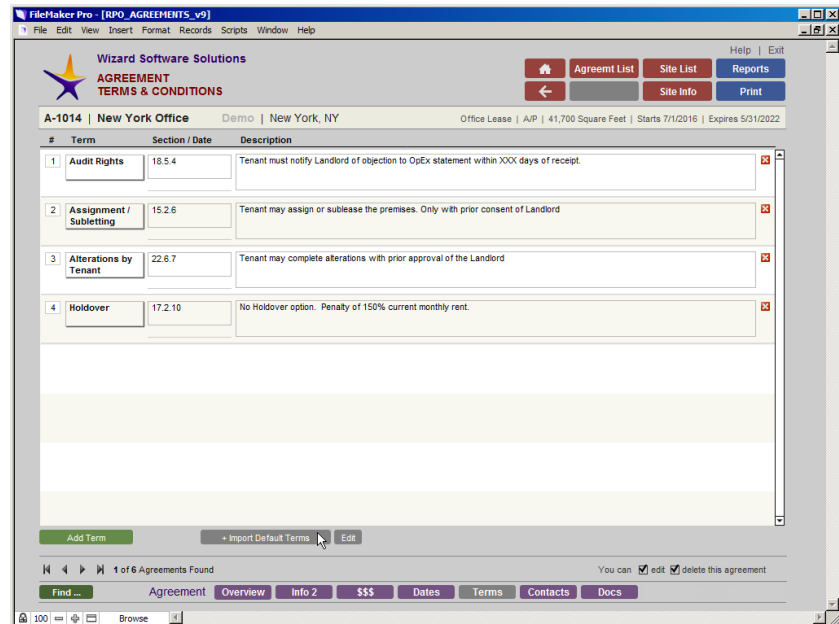 FileMaker Pro - [RPO_AGREEMENTS_v9]
File Edit View Insert Format Records Scripts Window Help
Help | Exit
Wizard Software Solutions
AGREEMENT
TERMS & CONDITIONS
Agreemt List Site List Reports
Site Info Print
A-1014 | New York Office Demo | New York, NY Office Lease | A/P | 41,700 Square Feet | Starts 7/1/2016 | Expires 5/31/2022
# Term Section / Date Description
1 Audit Rights 18.5.4 Tenant must notify Landlord of objection to OpEx statement within XXX days of receipt.
2 Assignment / 15.2.6 Tenant may assign or sublease the premises. Only with prior consent of Landlord
Subletting
3 Alterations by 22.6.7 Tenant may complete alterations with prior approval of the Landlord
Tenant
4 Holdover 17.2.10 No Holdover option. Penalty of 150% current monthly rent.
Add Term + Import Default Terms Edit
1 of 6 Agreements Found You can edit delete this agreement
Find ... Agreement Overview Info 2 $$$ Dates Terms Contacts Docs
100 Browse